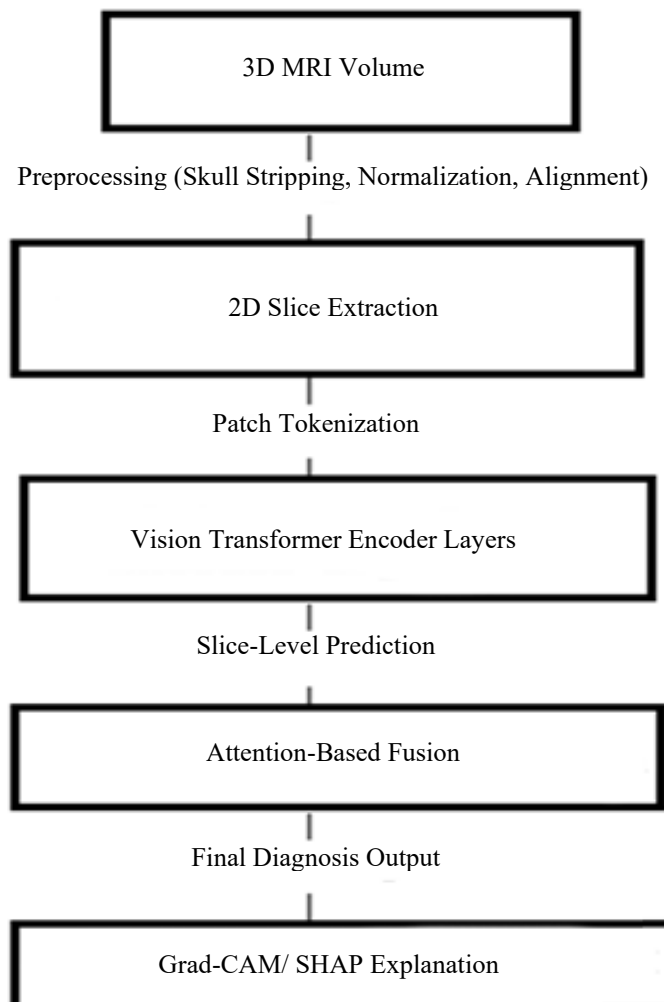 3D MRI Volume
Preprocessing (Skull Stripping, Normalization, Alignment)
2D Slice Extraction
Patch Tokenization
Vision Transformer Encoder Layers
Slice-Level Prediction
Attention-Based Fusion
Final Diagnosis Output
Grad-CAM/ SHAP Explanation